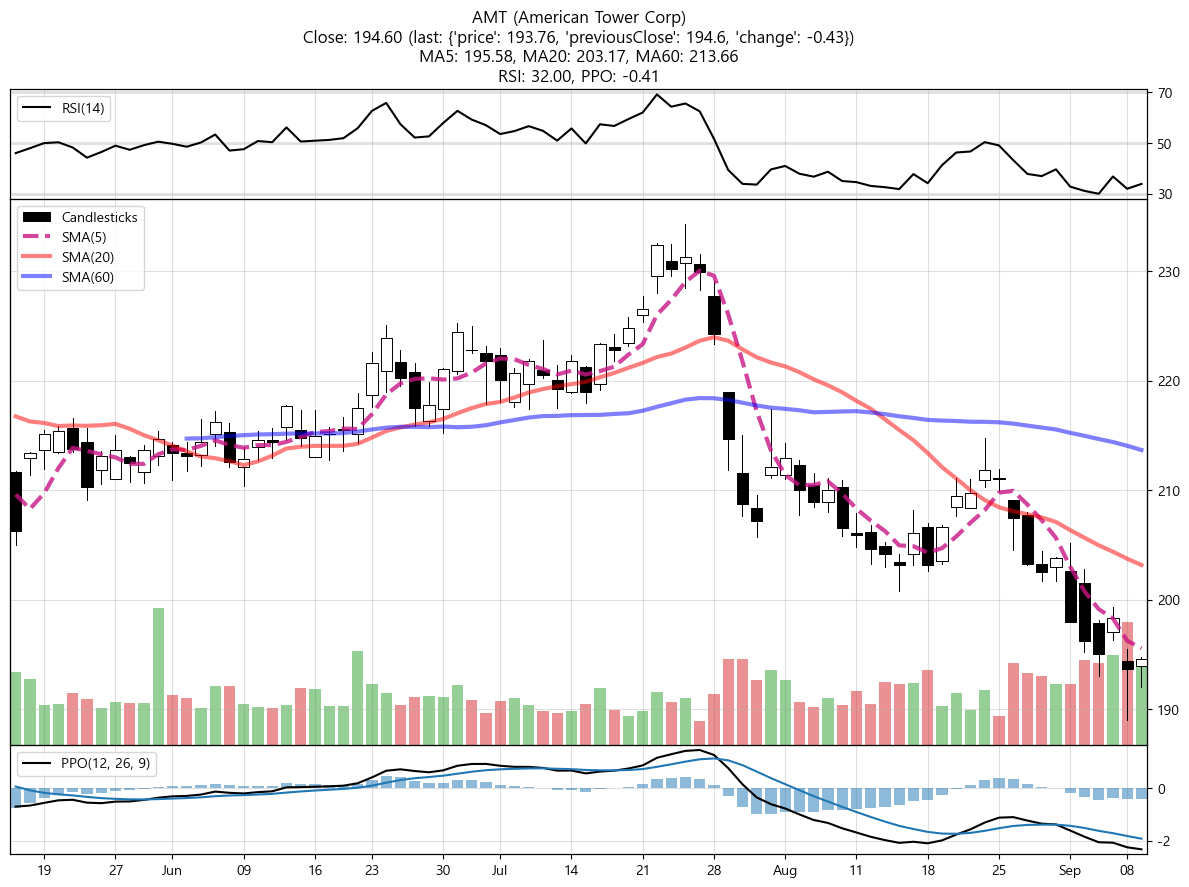 AMT (American Tower Corp)
Close: 194.60 (last: {'price': 193.76, 'previousClose': 194.6, 'change': -0.43})
MA5: 195.58, MA20: 203.17, MA60: 213.66
RSI: 32.00, PPO: -0.41
RSI(14)
70
50
30
Candlesticks
SMA(5)
SMA(20)
SMA(60)
230
220
210
200
190
PPO(12, 26, 9)
0
-2
19 27 Jun 09 16 23 30 Jul 14 21 28 Aug 11 18 25 Sep 08